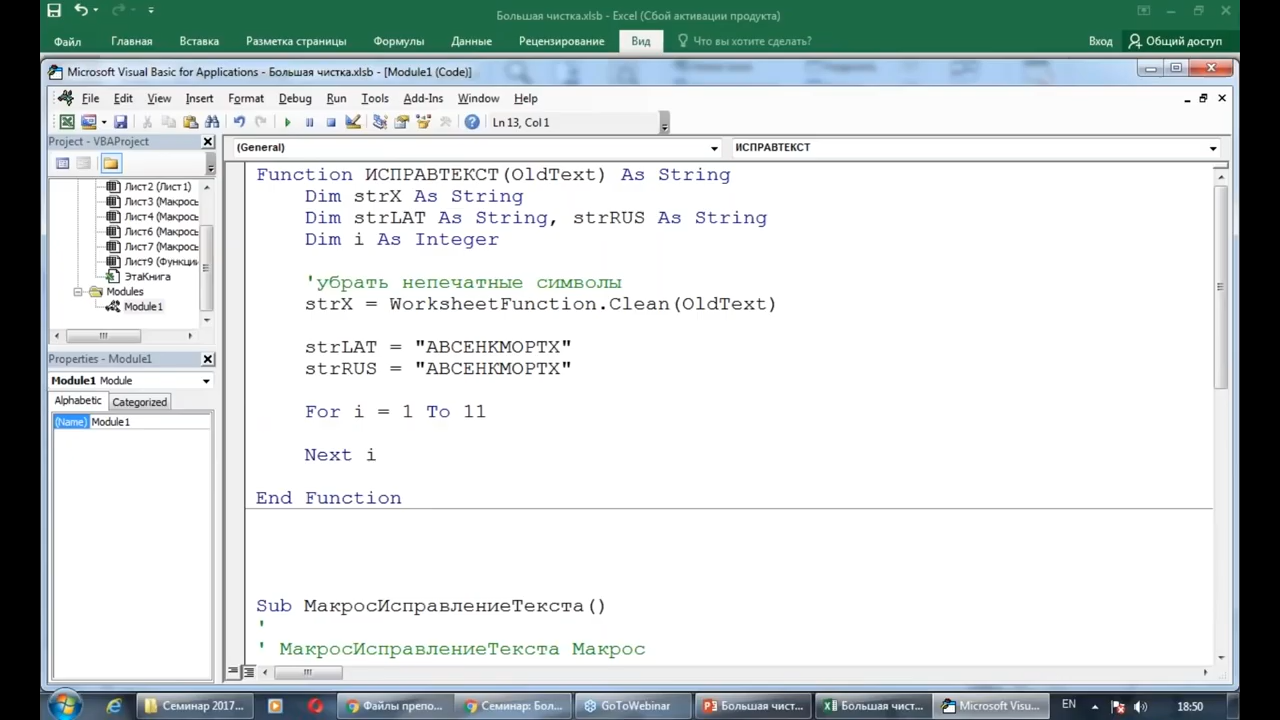 Большая чистка.xlsb - Excel (Сбой активации продукта)
Файл Главная Вставка Разметка страницы Формулы Данные Рецензирование Вид Что вы хотите сделать? Вход Общий доступ
Microsoft Visual Basic for Applications - Большая чистка.xlsb - [Module1 (Code)]
File Edit View Insert Format Debug Run Tools Add-Ins Window Help
Ln 13, Col 1
Project - VBAProject
(General) ИСПРАВТЕКСТ
Лист2 (Лист1)
Лист3 (Макросы
Лист4 (Макросы
Лист6 (Макросы
Лист7 (Макросы
Лист9 (Функции
ЭтаКнига
Modules
Module1
Properties - Module1
Module1 Module
Alphabetic Categorized
(Name) Module1
Function ИСПРАВТЕКСТ(OldText) As String
Dim strX As String
Dim strLAT As String, strRUS As String
Dim i As Integer
'убрать непечатные символы
strX = WorksheetFunction.Clean(OldText)
strLAT = "ABCEHKMOPTX"
strRUS = "АВСЕНКМОРТХ"
For i = 1 To 11
Next i
End Function
Sub МакросИсправлениеТекста()
'
' МакросИсправлениеТекста Макрос
Семинар 2017... Файлы препо... Семинар: Бол... GoToWebinar Большая чист... Большая чист... Microsoft Visu... EN 18:50